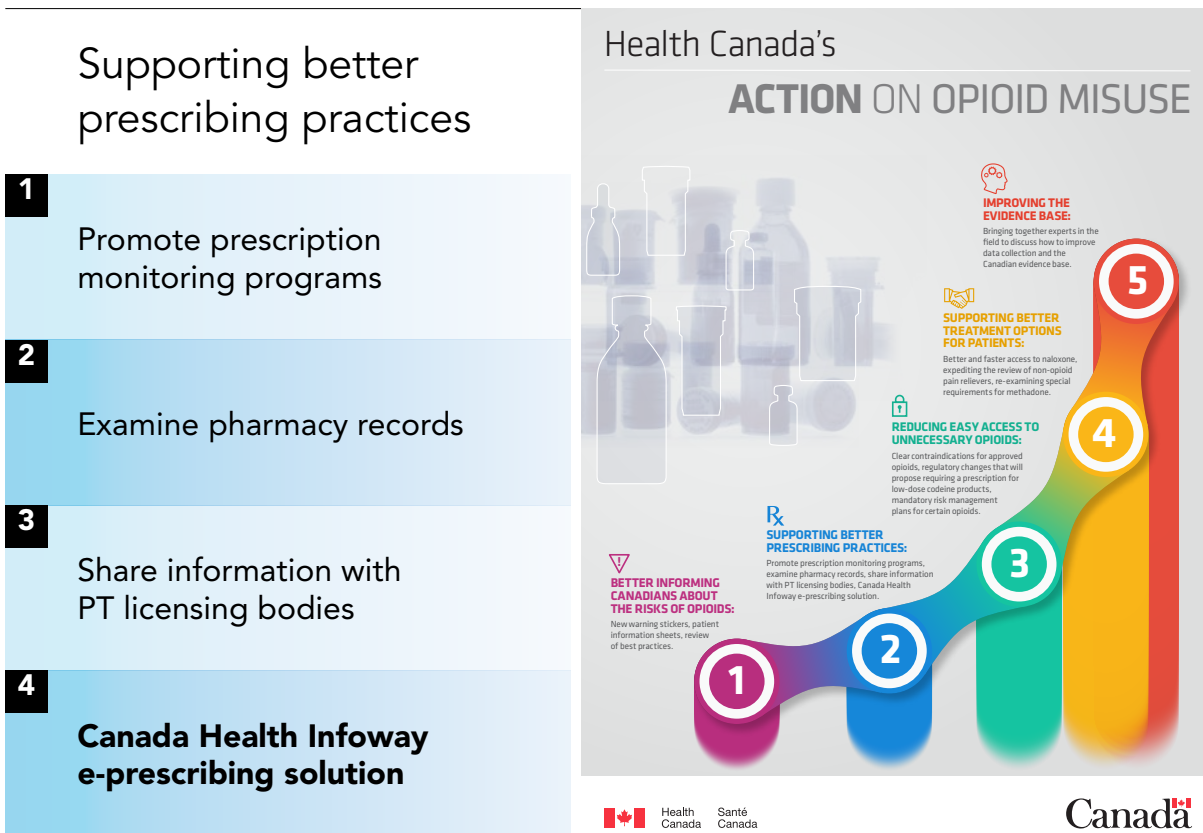 Supporting better
prescribing practices
1
Promote prescription
monitoring programs
2
Examine pharmacy records
3
Share information with
PT licensing bodies
4
Canada Health Infoway
e-prescribing solution
Health Canada's
ACTION ON OPIOID MISUSE
IMPROVING THE
EVIDENCE BASE:
Bringing together experts in the
field to discuss how to improve
data collection and the
Canadian evidence base.
5
SUPPORTING BETTER
TREATMENT OPTIONS
FOR PATIENTS:
Better and faster access to naloxone,
expediting the review of non-opioid
pain relievers, re-examining special
requirements for methadone.
4
REDUCING EASY ACCESS TO
UNNECESSARY OPIOIDS:
Clear contraindications for approved
opioids, regulatory changes that will
propose requiring a prescription for
low-dose codeine products,
mandatory risk management
plans for certain opioids.
3
Rx
SUPPORTING BETTER
PRESCRIBING PRACTICES:
Promote prescription monitoring programs,
examine pharmacy records, share information
with PT licensing bodies, Canada Health
Infoway e-prescribing solution.
2
!
BETTER INFORMING
CANADIANS ABOUT
THE RISKS OF OPIOIDS:
New warning stickers, patient
information sheets, review
of best practices.
1
Health Canada
Santé Canada
Canada